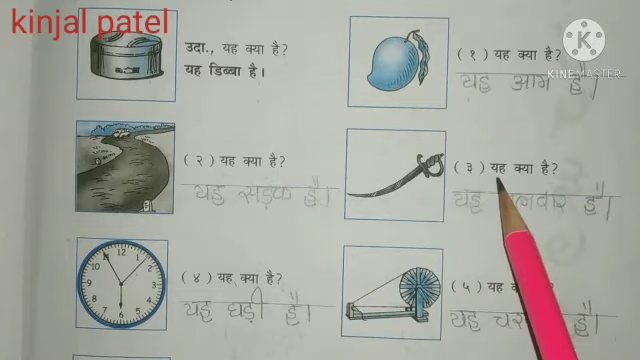 kinjal patel
KINEMASTER
उदा., यह क्या है?
यह डिब्बा है।
( १ ) यह क्या है?
यह आम है।
( २ ) यह क्या है?
यह सड़क है।
( ३ ) यह क्या है?
यह है।
( ४ ) यह क्या है?
यह घड़ी है।
( ५ ) यह है?
यह है।